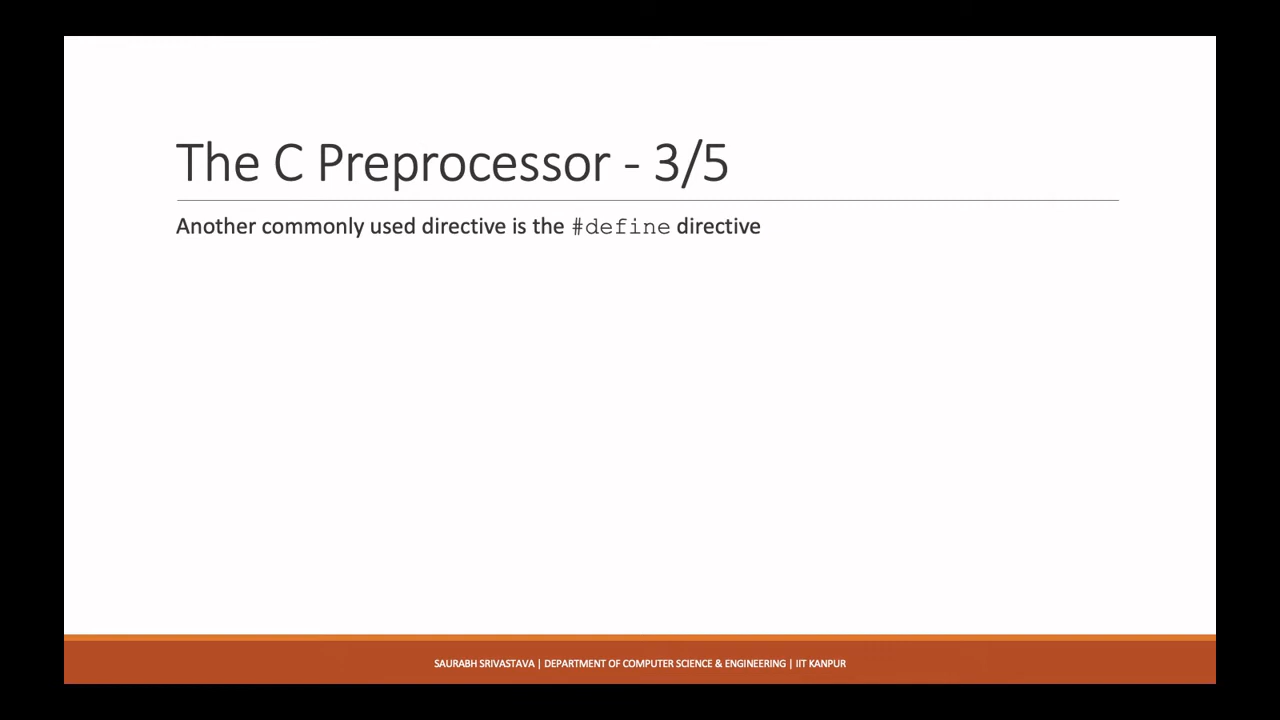 The C Preprocessor - 3/5
Another commonly used directive is the #define directive
SAURABH SRIVASTAVA | DEPARTMENT OF COMPUTER SCIENCE & ENGINEERING | IIT KANPUR